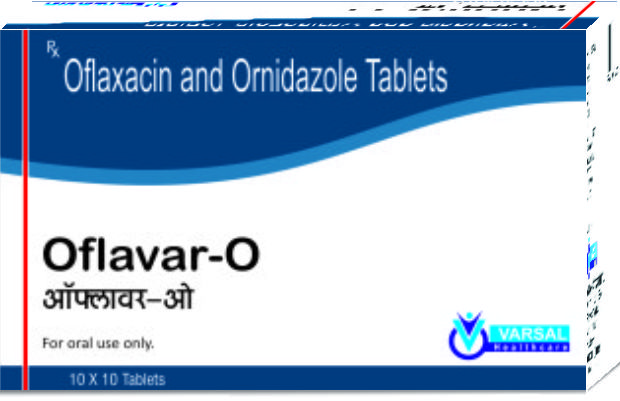 Rx
Oflaxacin and Ornidazole Tablets
Oflavar-O
ऑफ्लावर-ओ
For oral use only.
VARSAL
Healthcare
10 X 10 Tablets